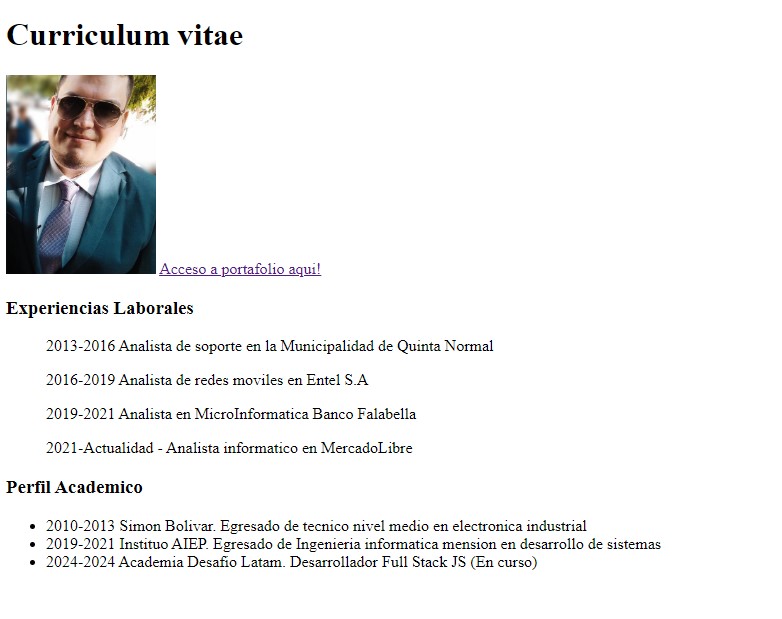 Curriculum vitae
Acceso a portafolio aqui!
Experiencias Laborales
2013-2016 Analista de soporte en la Municipalidad de Quinta Normal
2016-2019 Analista de redes moviles en Entel S.A
2019-2021 Analista en MicroInformatica Banco Falabella
2021-Actualidad - Analista informatico en MercadoLibre
Perfil Academico
2010-2013 Simon Bolivar. Egresado de tecnico nivel medio en electronica industrial
2019-2021 Instituo AIEP. Egresado de Ingenieria informatica mension en desarrollo de sistemas
2024-2024 Academia Desafio Latam. Desarrollador Full Stack JS (En curso)